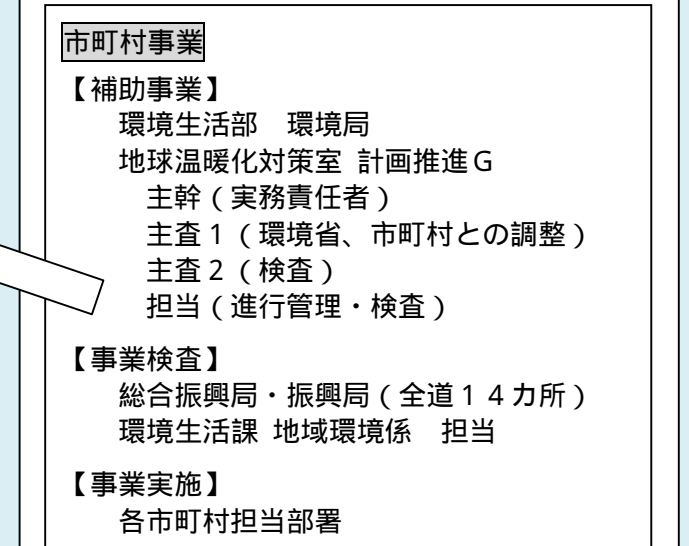 市町村事業
【補助事業】
環境生活部　環境局
地球温暖化対策室 計画推進Ｇ
主幹（実務責任者）
主査１（環境省、市町村との調整）
主査２（検査）
担当（進行管理・検査）
【事業検査】
総合振興局・振興局（全道１４カ所）
環境生活課 地域環境係　担当
【事業実施】
各市町村担当部署